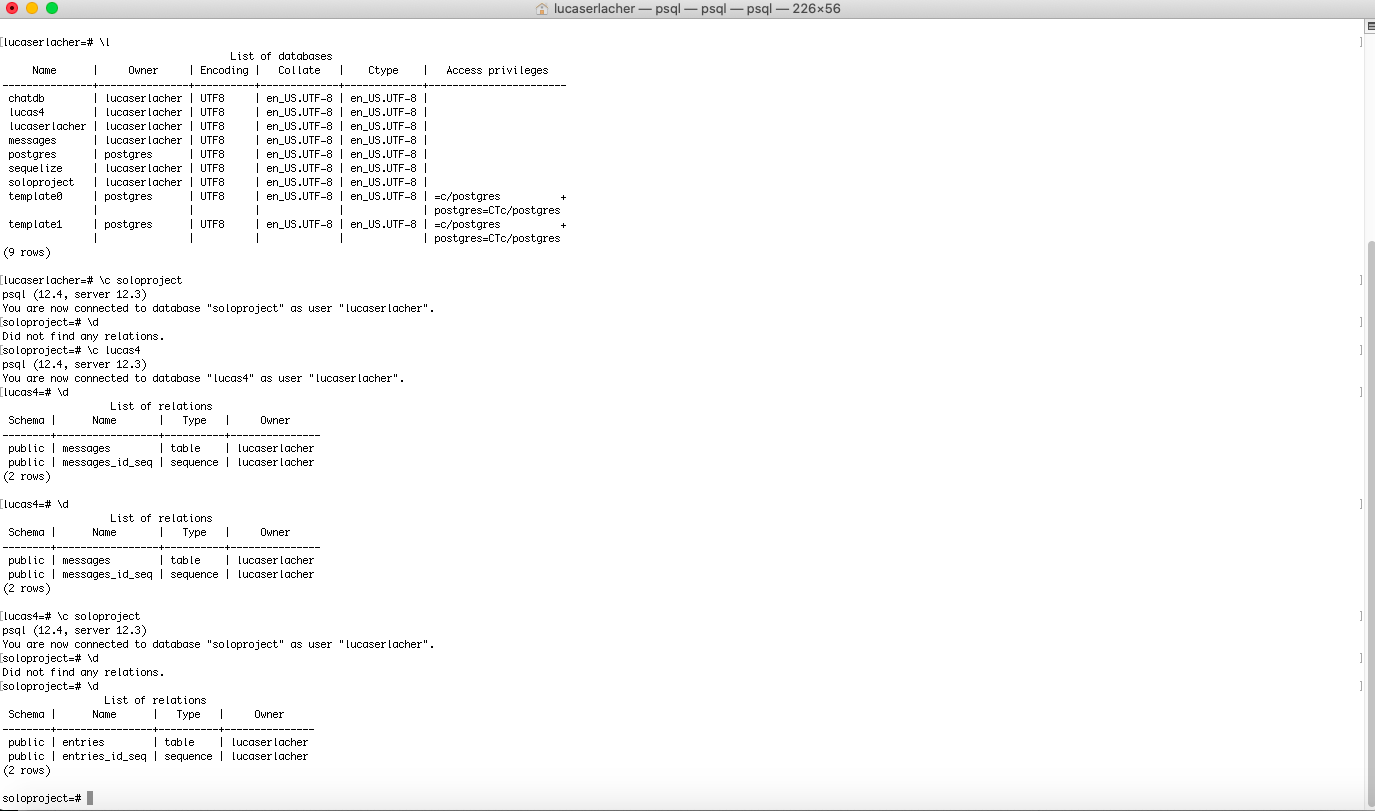 lucaserlacher — psql — psql — psql — 226×56
[lucaserlacher=# \l ]
                                      List of databases
     Name      |     Owner     | Encoding |   Collate   |    Ctype    |   Access privileges
---------------+---------------+----------+-------------+-------------+-----------------------
 chatdb        | lucaserlacher | UTF8     | en_US.UTF-8 | en_US.UTF-8 |
 lucas4        | lucaserlacher | UTF8     | en_US.UTF-8 | en_US.UTF-8 |
 lucaserlacher | lucaserlacher | UTF8     | en_US.UTF-8 | en_US.UTF-8 |
 messages      | lucaserlacher | UTF8     | en_US.UTF-8 | en_US.UTF-8 |
 postgres      | postgres      | UTF8     | en_US.UTF-8 | en_US.UTF-8 |
 sequelize     | lucaserlacher | UTF8     | en_US.UTF-8 | en_US.UTF-8 |
 soloproject   | lucaserlacher | UTF8     | en_US.UTF-8 | en_US.UTF-8 |
 template0     | postgres      | UTF8     | en_US.UTF-8 | en_US.UTF-8 | =c/postgres          +
               |               |          |             |             | postgres=CTc/postgres
 template1     | postgres      | UTF8     | en_US.UTF-8 | en_US.UTF-8 | =c/postgres          +
               |               |          |             |             | postgres=CTc/postgres
(9 rows)
[lucaserlacher=# \c soloproject ]
psql (12.4, server 12.3)
You are now connected to database "soloproject" as user "lucaserlacher".
[soloproject=# \d ]
Did not find any relations.
[soloproject=# \c lucas4 ]
psql (12.4, server 12.3)
You are now connected to database "lucas4" as user "lucaserlacher".
[lucas4=# \d ]
                  List of relations
 Schema |      Name       |   Type   |     Owner
--------+-----------------+----------+---------------
 public | messages        | table    | lucaserlacher
 public | messages_id_seq | sequence | lucaserlacher
(2 rows)
[lucas4=# \d ]
                  List of relations
 Schema |      Name       |   Type   |     Owner
--------+-----------------+----------+---------------
 public | messages        | table    | lucaserlacher
 public | messages_id_seq | sequence | lucaserlacher
(2 rows)
[lucas4=# \c soloproject ]
psql (12.4, server 12.3)
You are now connected to database "soloproject" as user "lucaserlacher".
[soloproject=# \d ]
Did not find any relations.
[soloproject=# \d ]
                 List of relations
 Schema |      Name      |   Type   |     Owner
--------+----------------+----------+---------------
 public | entries        | table    | lucaserlacher
 public | entries_id_seq | sequence | lucaserlacher
(2 rows)
soloproject=#